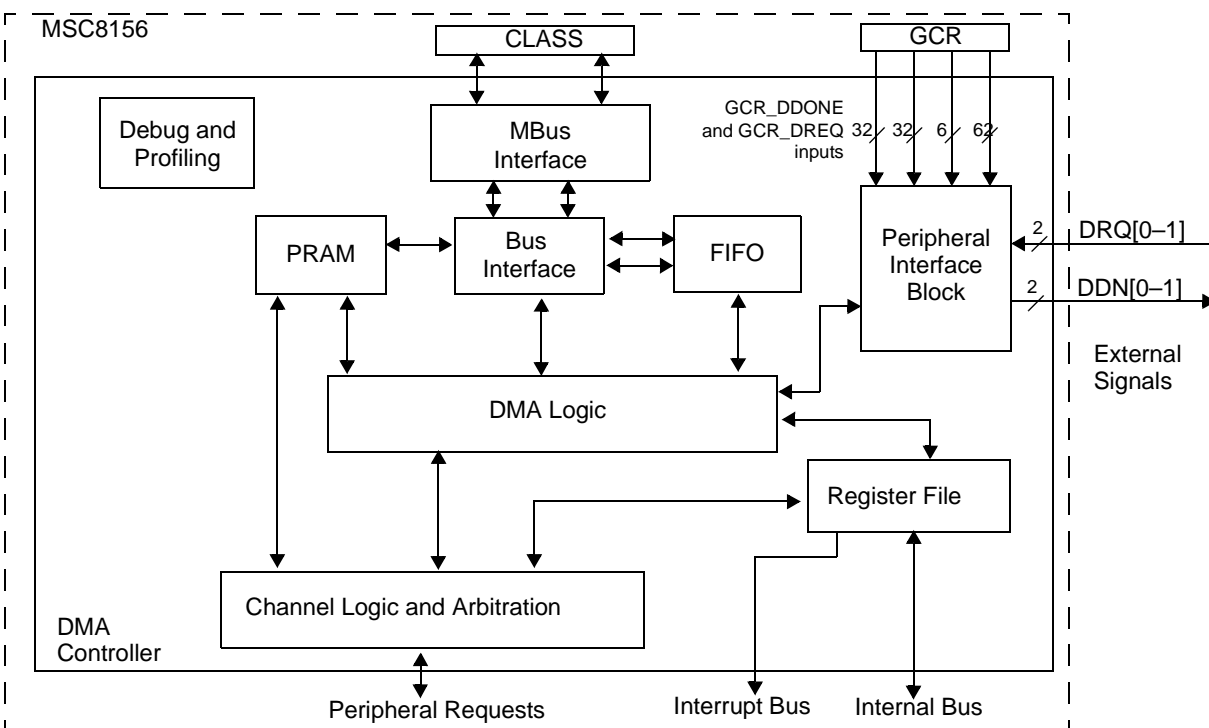 MSC8156
CLASS
GCR
GCR_DDONE
and GCR_DREQ
inputs
32
32
6
62
Debug and
Profiling
MBus
Interface
PRAM
Bus
Interface
FIFO
Peripheral
Interface
Block
2
DRQ[0–1]
2
DDN[0–1]
External
Signals
DMA Logic
Register File
Channel Logic and Arbitration
DMA
Controller
Peripheral Requests
Interrupt Bus
Internal Bus